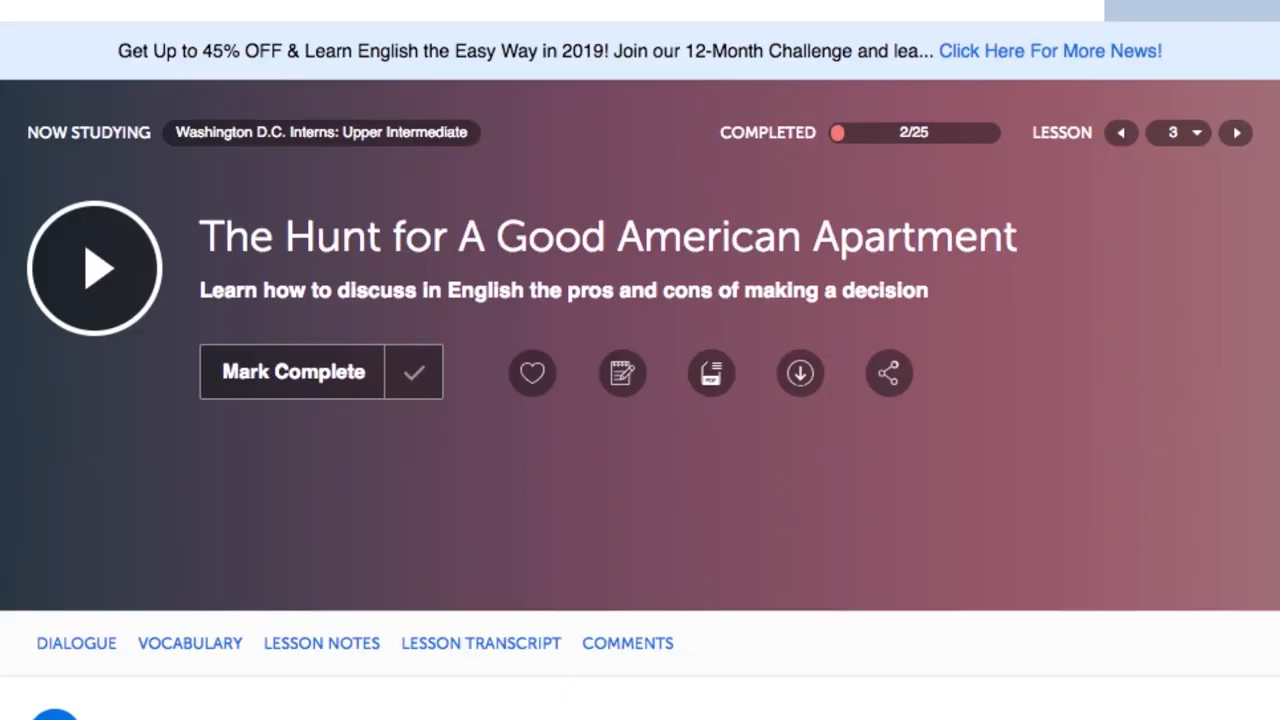 Get Up to 45% OFF & Learn English the Easy Way in 2019! Join our 12-Month Challenge and lea... Click Here For More News!
NOW STUDYING Washington D.C. Interns: Upper Intermediate COMPLETED 2/25 LESSON 3
The Hunt for A Good American Apartment
Learn how to discuss in English the pros and cons of making a decision
Mark Complete
PDF
DIALOGUE VOCABULARY LESSON NOTES LESSON TRANSCRIPT COMMENTS